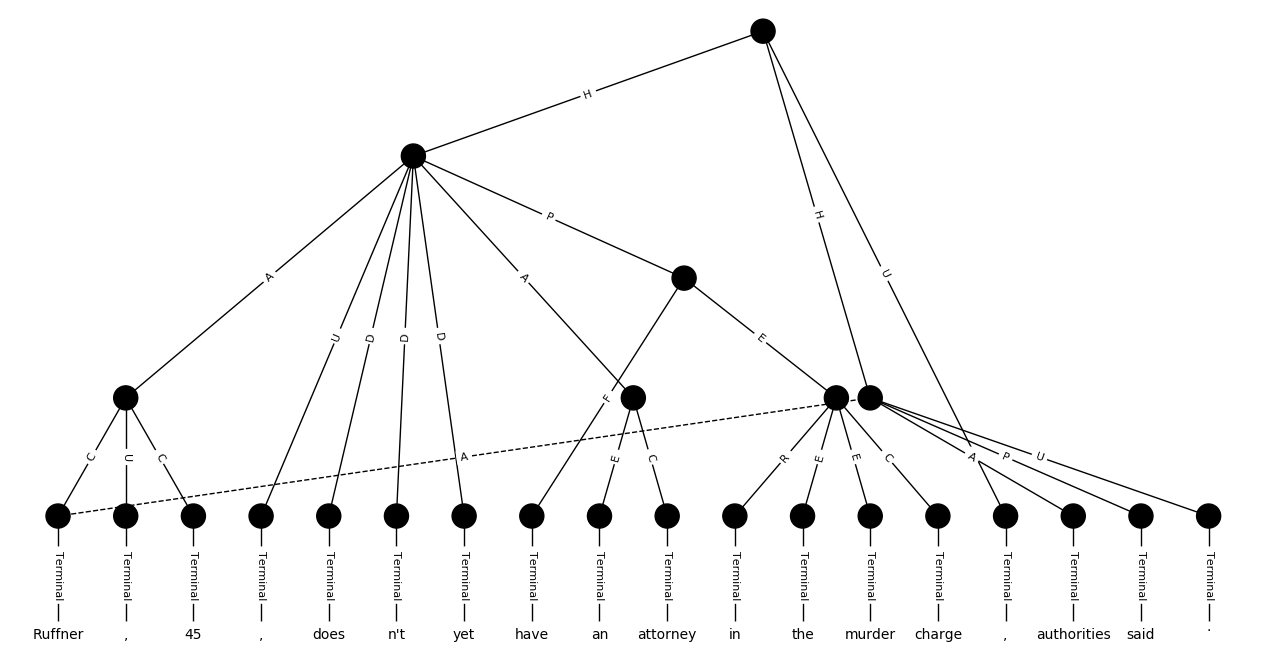 H
H
P
A
A
H
U
U
D
D
D
E
F
C
U
C
A
E
C
R
E
E
C
A
P
U
Terminal Terminal Terminal Terminal Terminal Terminal Terminal Terminal Terminal Terminal Terminal Terminal Terminal Terminal Terminal Terminal Terminal Terminal
Ruffner , 45 , does n't yet have an attorney in the murder charge , authorities said .